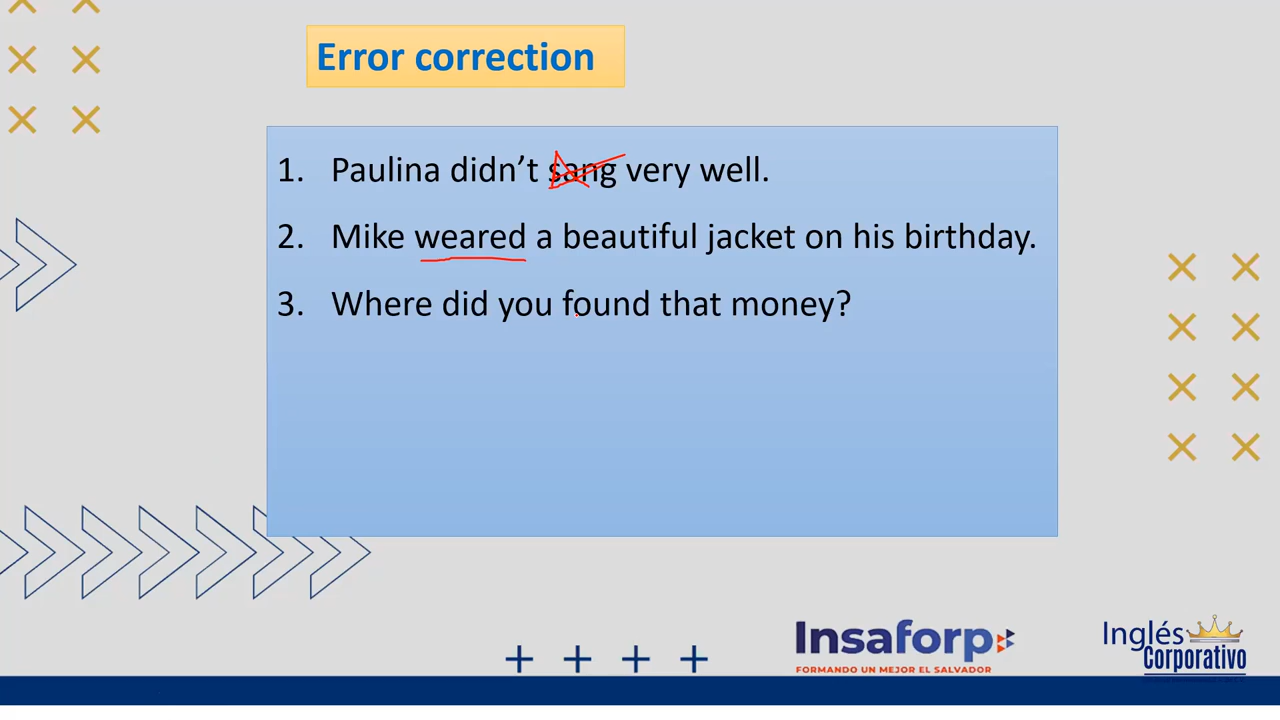 Error correction
1. Paulina didn’t sang very well.
2. Mike weared a beautiful jacket on his birthday.
3. Where did you found that money?
Insaforp
FORMANDO UN MEJOR EL SALVADOR
Inglés
Corporativo